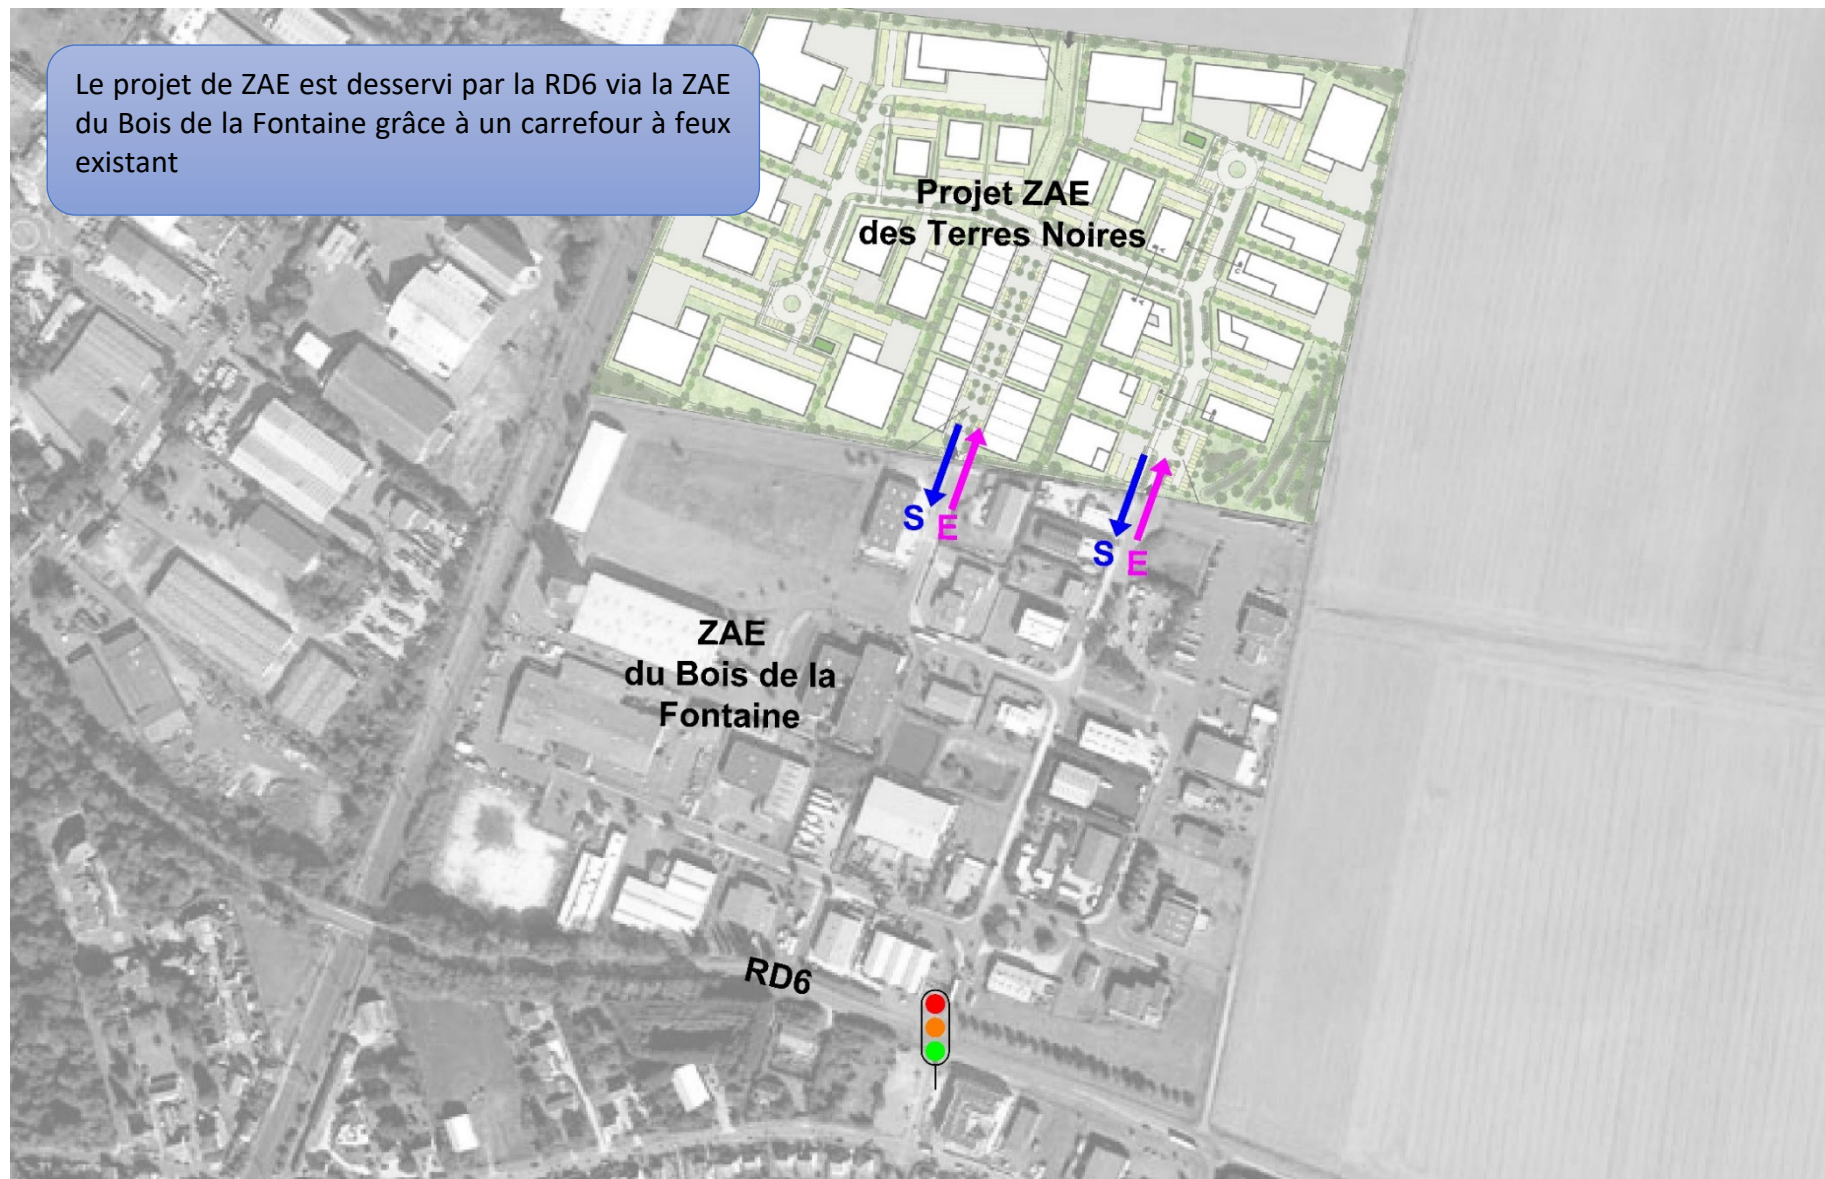 Le projet de ZAE est desservi par la RD6 via la ZAE
du Bois de la Fontaine grâce à un carrefour à feux
existant
Projet ZAE
des Terres Noires
S
E
S
E
ZAE
du Bois de la
Fontaine
RD6